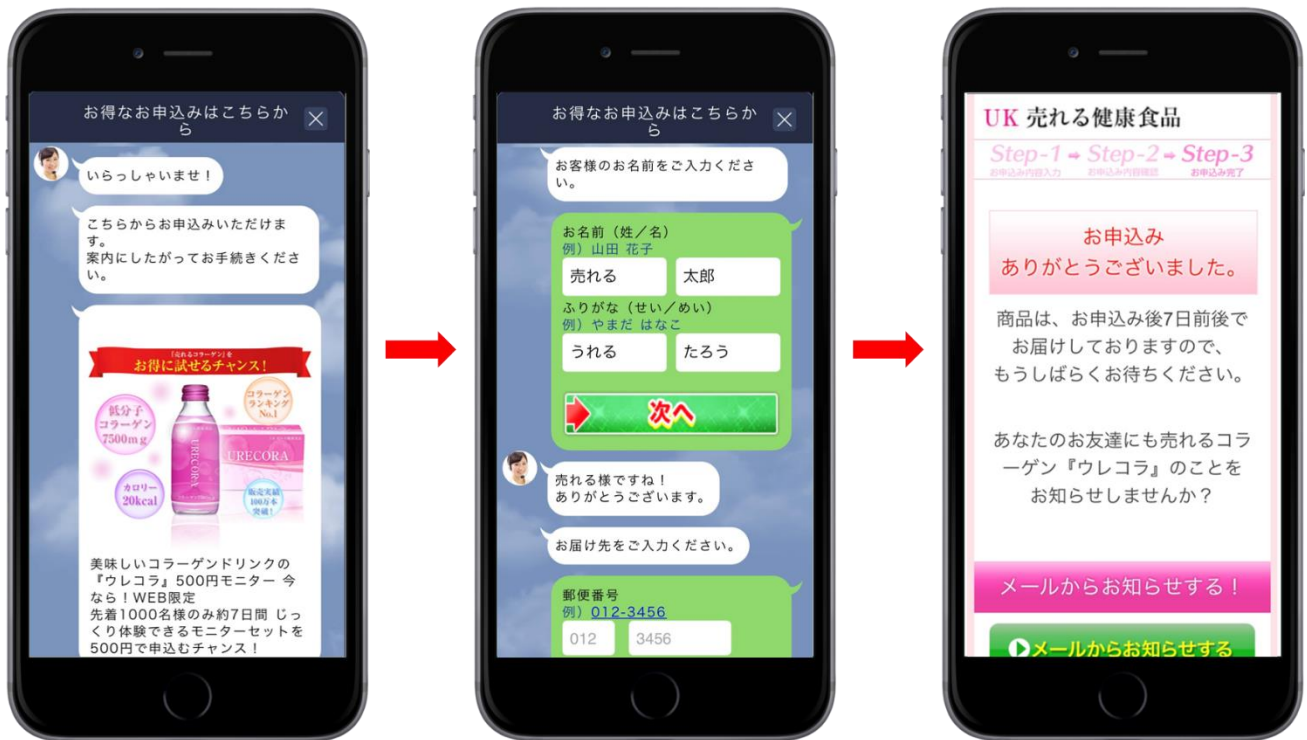 お得なお申込みはこちらか
ら
いらっしゃいませ！
こちらからお申込みいただけま
す。
案内にしたがってお手続きくださ
い。
『売れるコラーゲン』を
お得に試せるチャンス！
低分子
コラーゲン
7500mg
コラーゲン
ランキング
No.1
URECORA
URECORA
カロリー
20kcal
販売実績
100万本
突破！
美味しいコラーゲンドリンクの
『ウレコラ』500円モニター 今
なら！WEB限定
先着1000名様のみ約7日間 じっ
くり体験できるモニターセットを
500円で申込むチャンス！
お得なお申込みはこちらか
ら
お客様のお名前をご入力くださ
い。
お名前（姓／名）
例）山田 花子
売れる 太郎
ふりがな（せい／めい）
例）やまだ はなこ
うれる たろう
次へ
売れる様ですね！
ありがとうございます。
お届け先をご入力ください。
郵便番号
例）012-3456
012 3456
UK 売れる健康食品
Step-1 Step-2 Step-3
お申込み内容入力 お申込み内容確認 お申込み完了
お申込み
ありがとうございました。
商品は、お申込み後7日前後で
お届けしておりますので、
もうしばらくお待ちください。
あなたのお友達にも売れるコラ
ーゲン『ウレコラ』のことを
お知らせしませんか？
メールからお知らせする！
メールからお知らせする